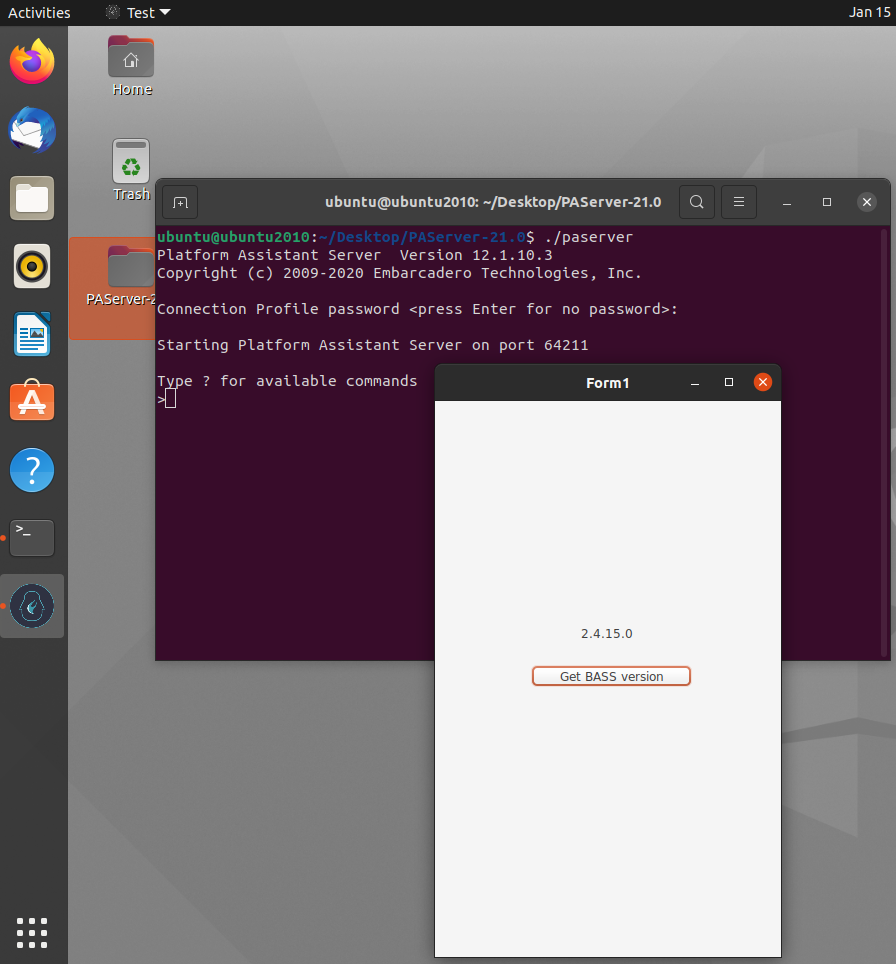 Activities
Test
Jan 15
Home
Trash
PAServer-2
ubuntu@ubuntu2010: ~/Desktop/PAServer-21.0
ubuntu@ubuntu2010:~/Desktop/PAServer-21.0$ ./paserver
Platform Assistant Server  Version 12.1.10.3
Copyright (c) 2009-2020 Embarcadero Technologies, Inc.
Connection Profile password <press Enter for no password>:
Starting Platform Assistant Server on port 64211
Type ? for available commands
>
Form1
2.4.15.0
Get BASS version